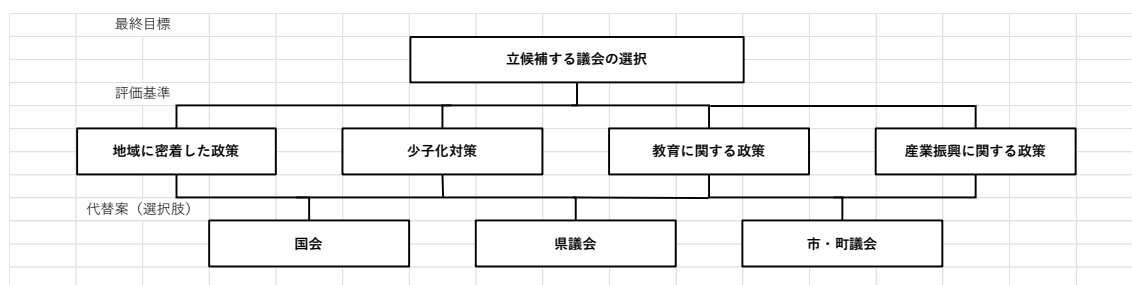 最終目標
立候補する議会の選択
評価基準
地域に密着した政策
少子化対策
教育に関する政策
産業振興に関する政策
代替案（選択肢）
国会
県議会
市・町議会